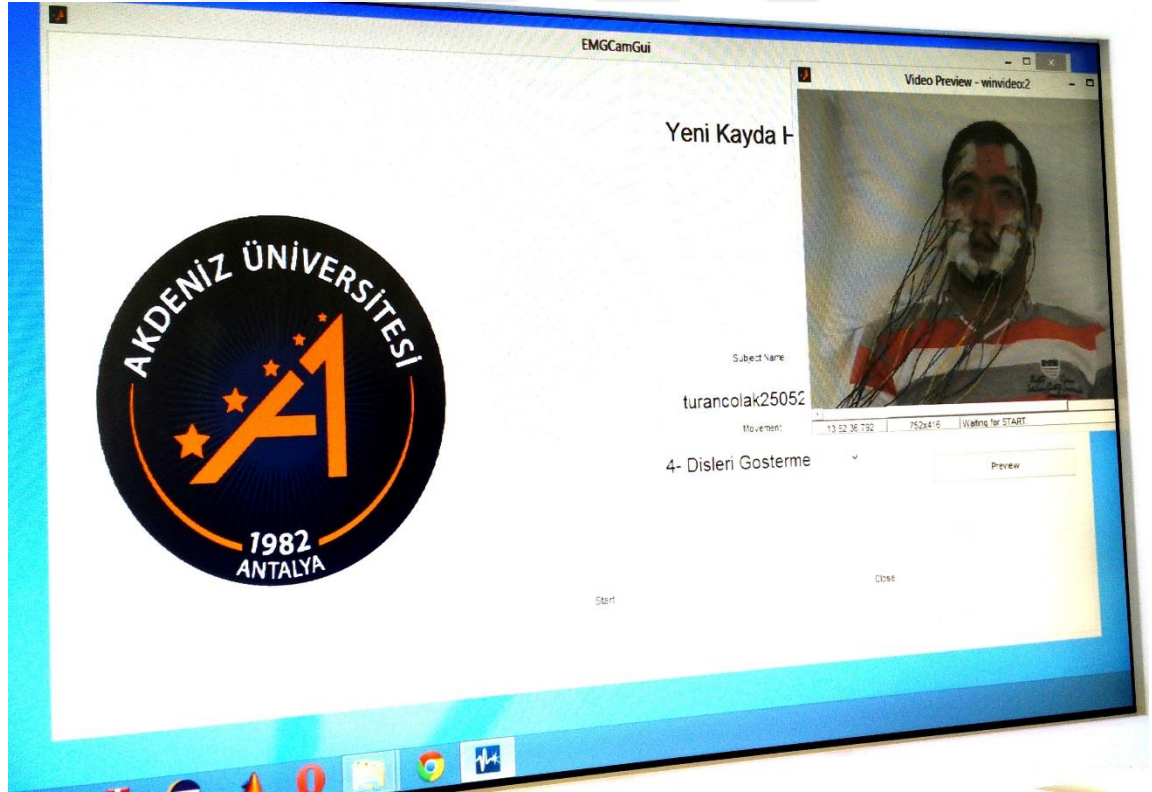 EMGCamGui
Video Preview - winvideo:2
Yeni Kayda H
AKDENİZ ÜNİVERSİTESİ
1982
ANTALYA
Subject Name
turancolak25052
Movement
13:52:36.792
752x416
Waiting for START.
4- Disleri Gosterme
Preview
Close
Start